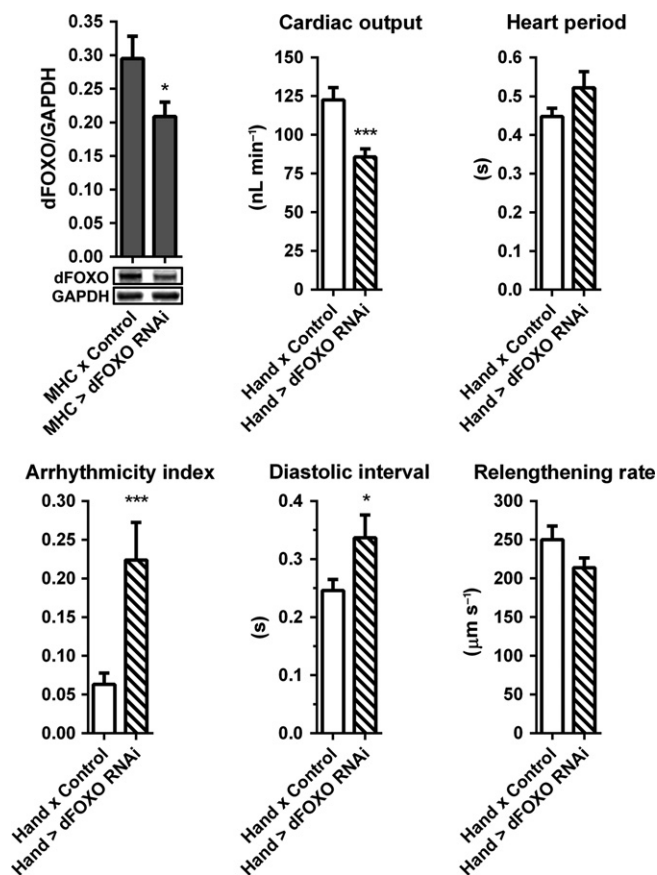 Cardiac output
Heart period
dFOXO/GAPDH
0.35
0.30
0.25
0.20
0.15
0.10
0.05
0.00
*
dFOXO
GAPDH
MHC x Control
MHC > dFOXO RNAi
(nL min⁻¹)
150
125
100
75
50
25
0
***
Hand x Control
Hand > dFOXO RNAi
(s)
0.6
0.5
0.4
0.3
0.2
0.1
0.0
Hand x Control
Hand > dFOXO RNAi
Arrhythmicity index
0.30
0.25
0.20
0.15
0.10
0.05
0.00
***
Hand x Control
Hand > dFOXO RNAi
Diastolic interval
(s)
0.4
0.3
0.2
0.1
0.0
*
Hand x Control
Hand > dFOXO RNAi
Relengthening rate
(μm s⁻¹)
300
250
200
150
100
50
0
Hand x Control
Hand > dFOXO RNAi